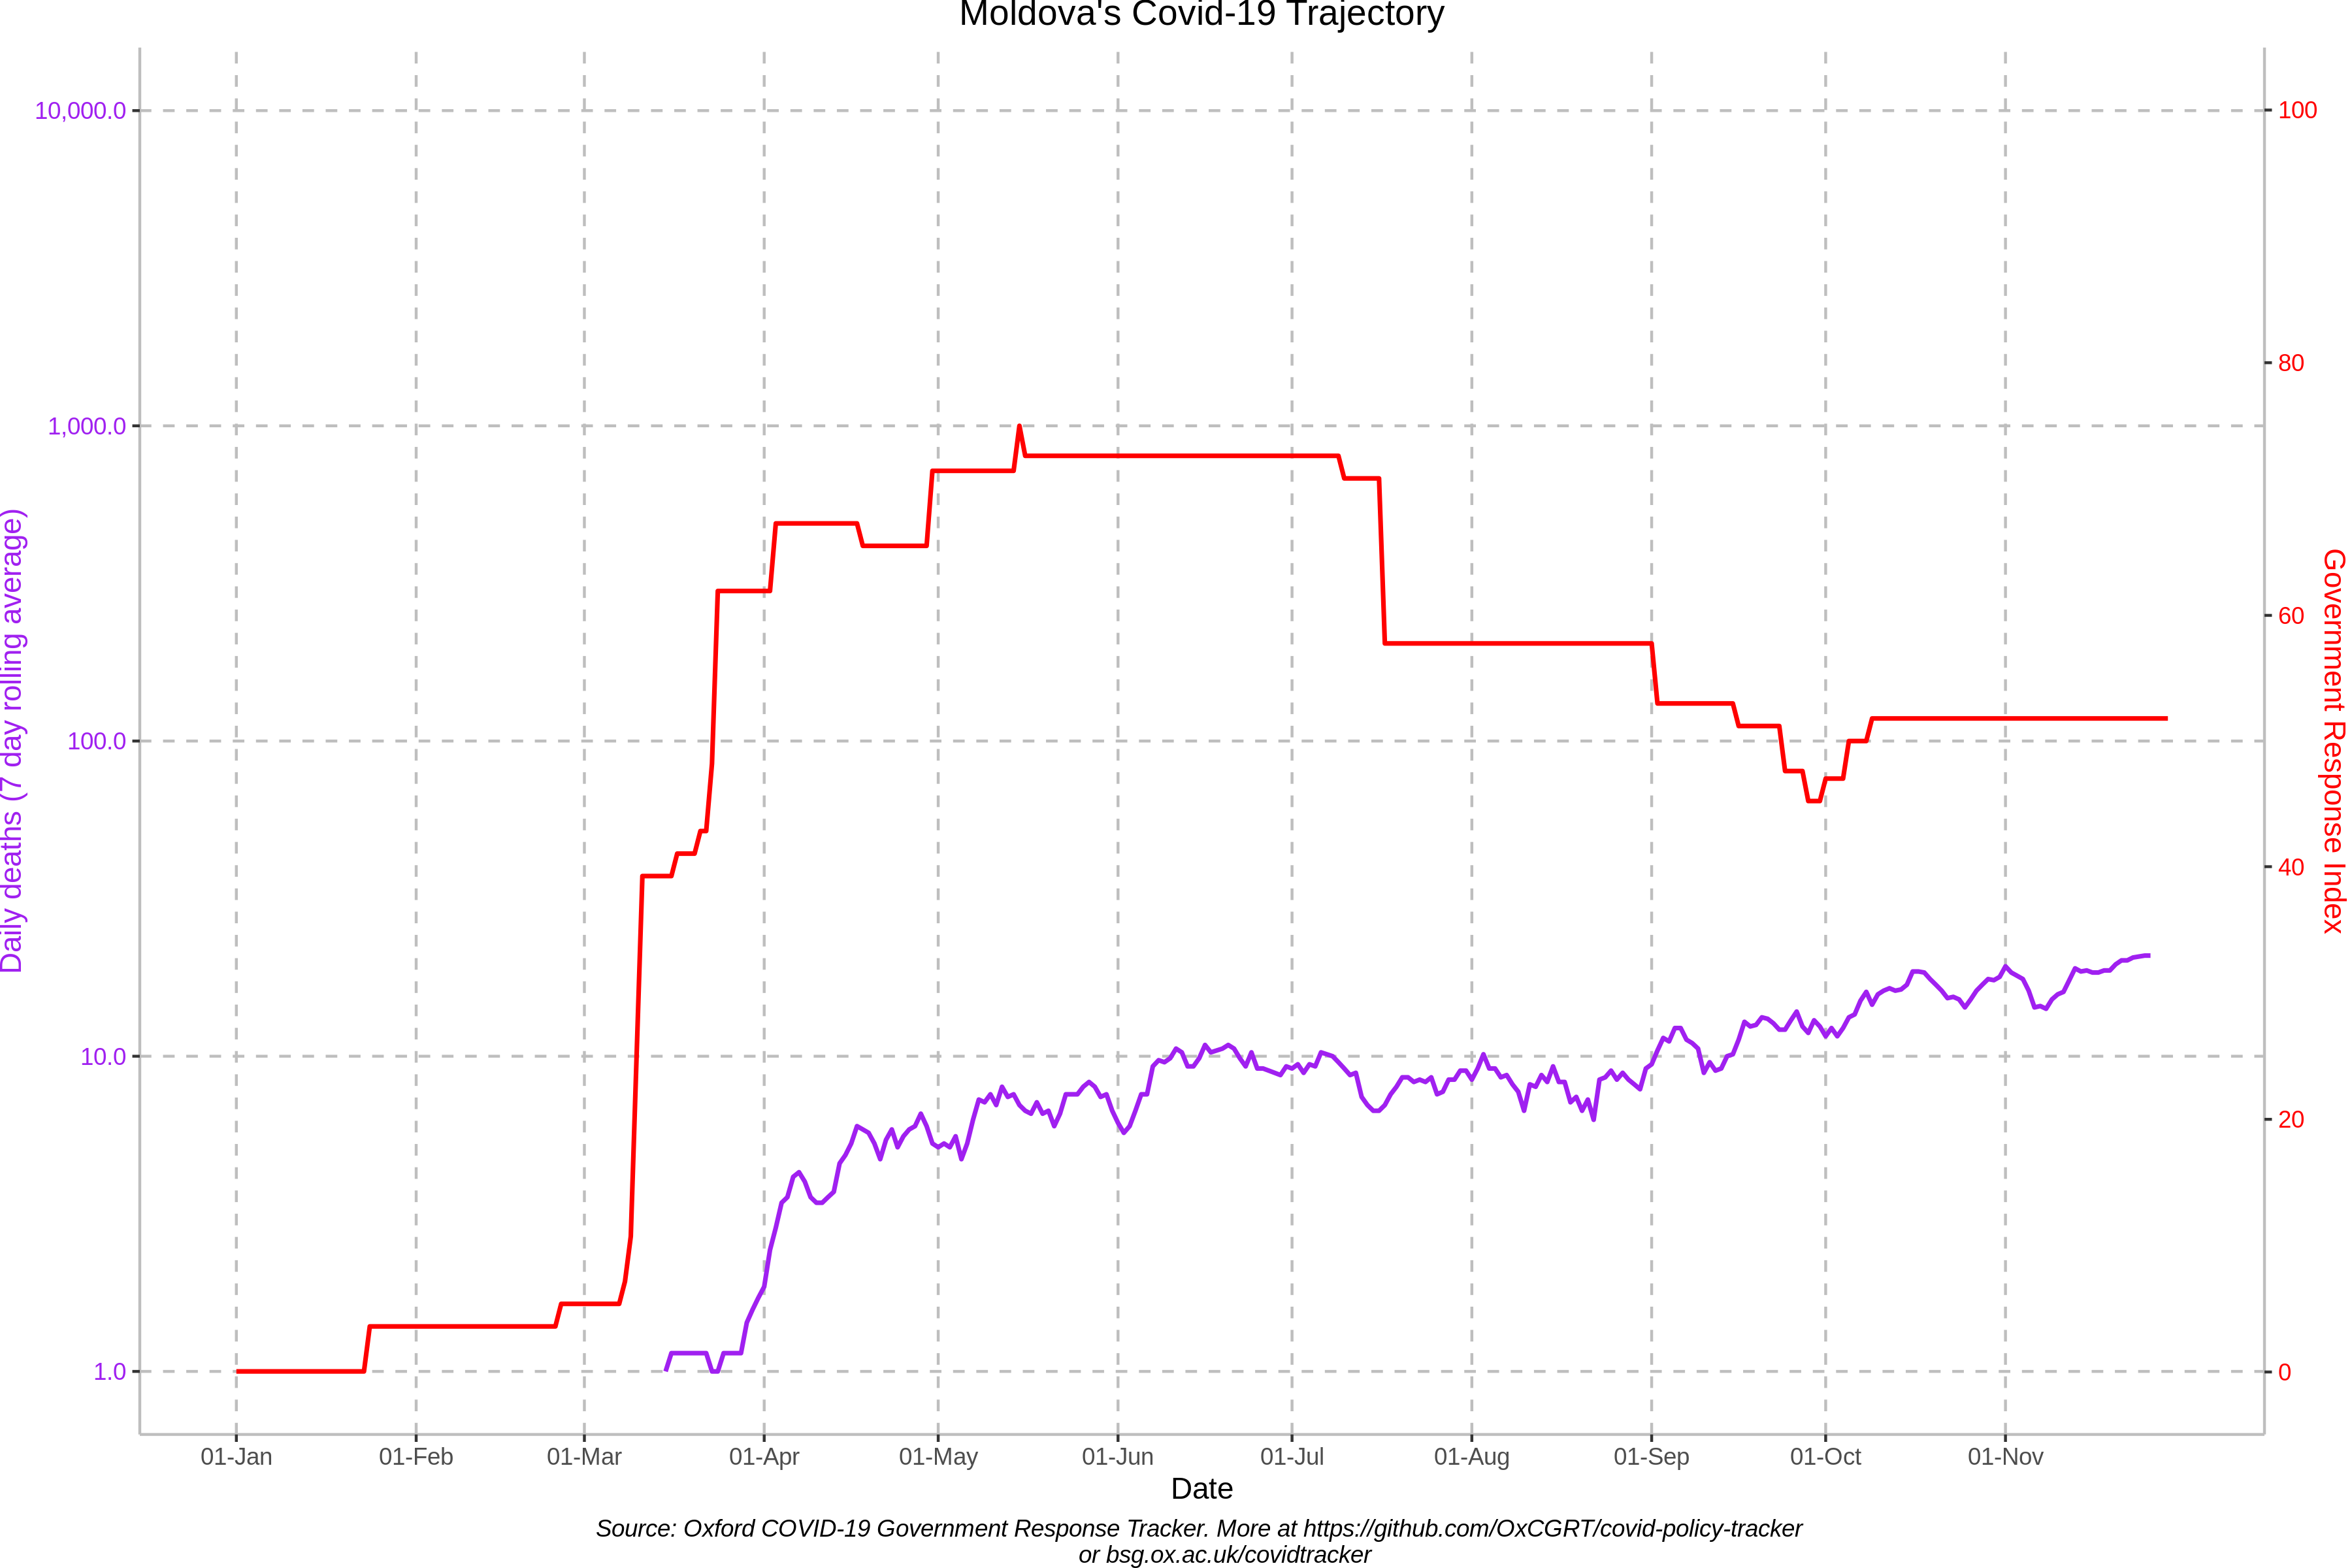 Moldova's Covid-19 Trajectory
10,000.0
1,000.0
100.0
10.0
1.0
Daily deaths (7 day rolling average)
100
80
60
40
20
0
Government Response Index
01-Jan 01-Feb 01-Mar 01-Apr 01-May 01-Jun 01-Jul 01-Aug 01-Sep 01-Oct 01-Nov
Date
Source: Oxford COVID-19 Government Response Tracker. More at https://github.com/OxCGRT/covid-policy-tracker
or bsg.ox.ac.uk/covidtracker